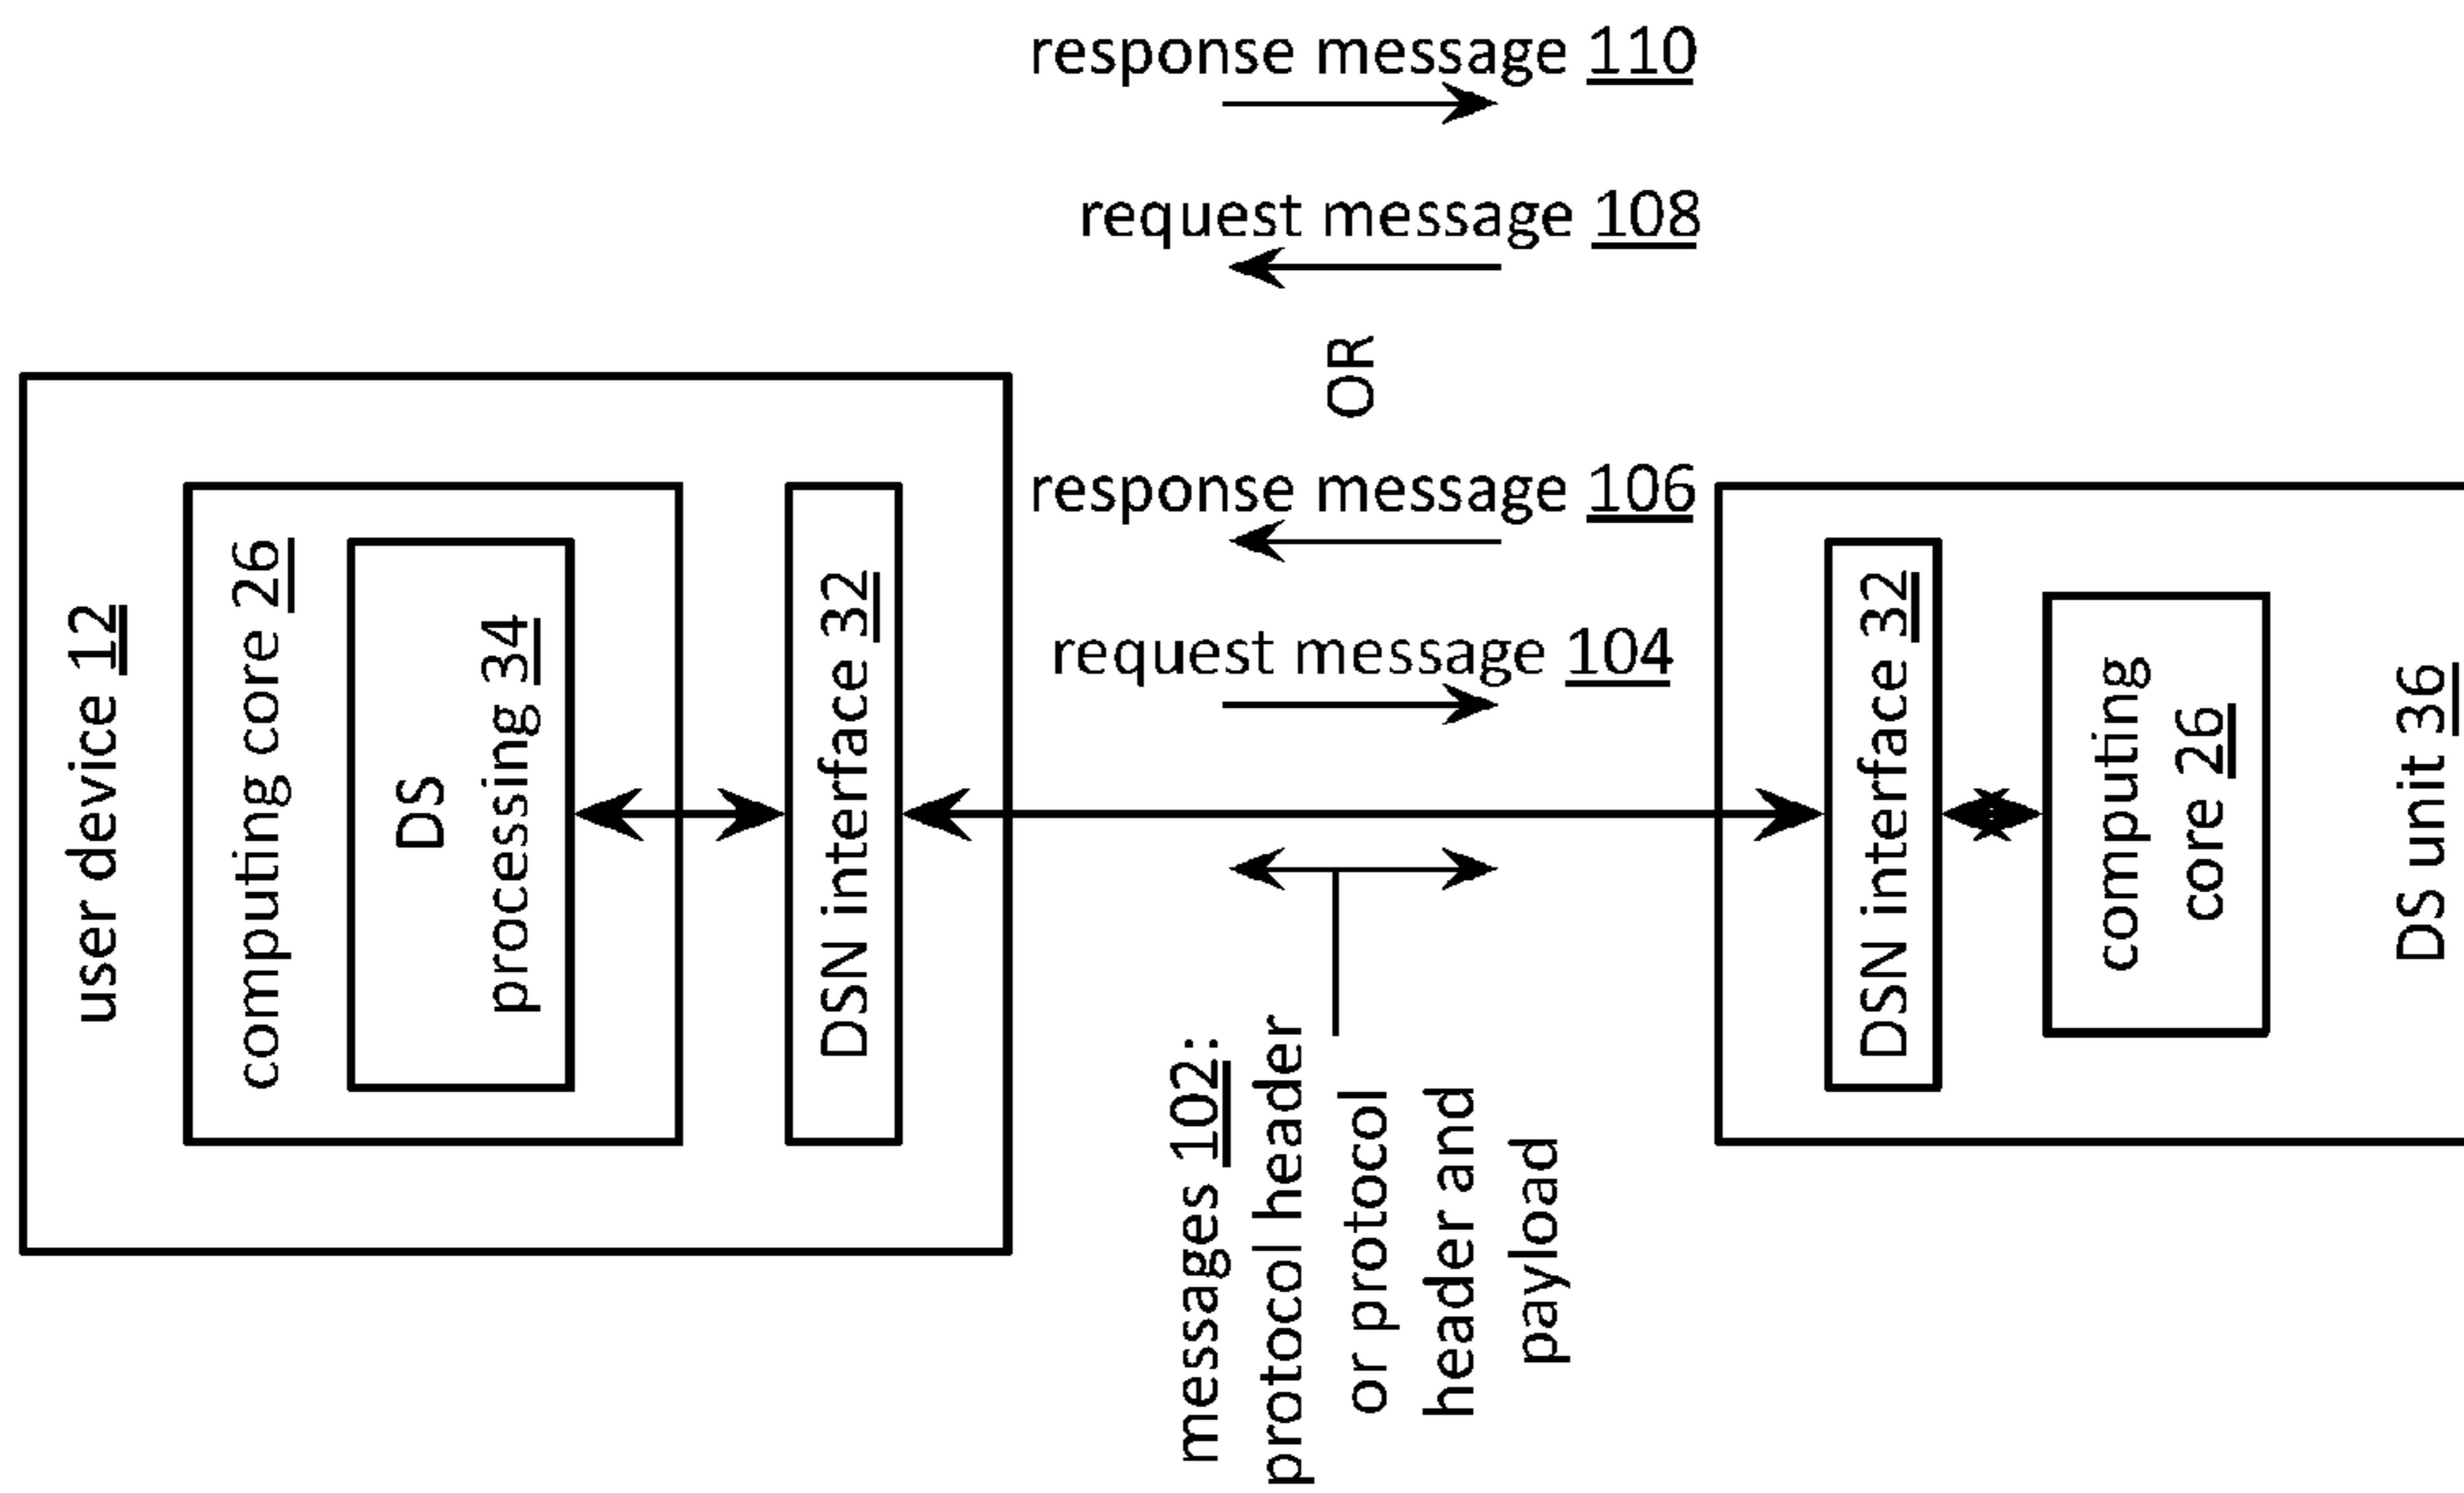 response message 110
request message 108
OR
response message 106
request message 104
user device 12
computing core 26
DS
processing 34
DSN interface 32
messages 102:
protocol header
or protocol
header and
payload
DSN interface 32
computing
core 26
DS unit 36